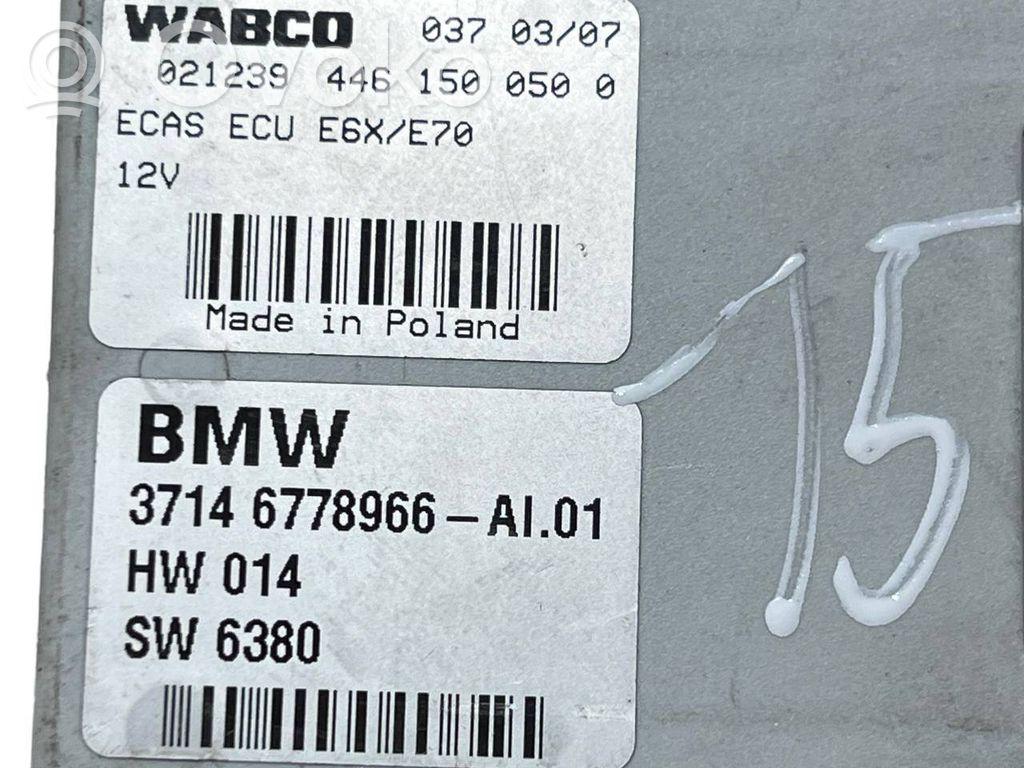 WABCO 037 03/07
021239 446 150 050 0
ECAS ECU E6X/E70
12V
Made in Poland
BMW
3714 6778966-AI.01
HW 014
SW 6380
15
Ovoko